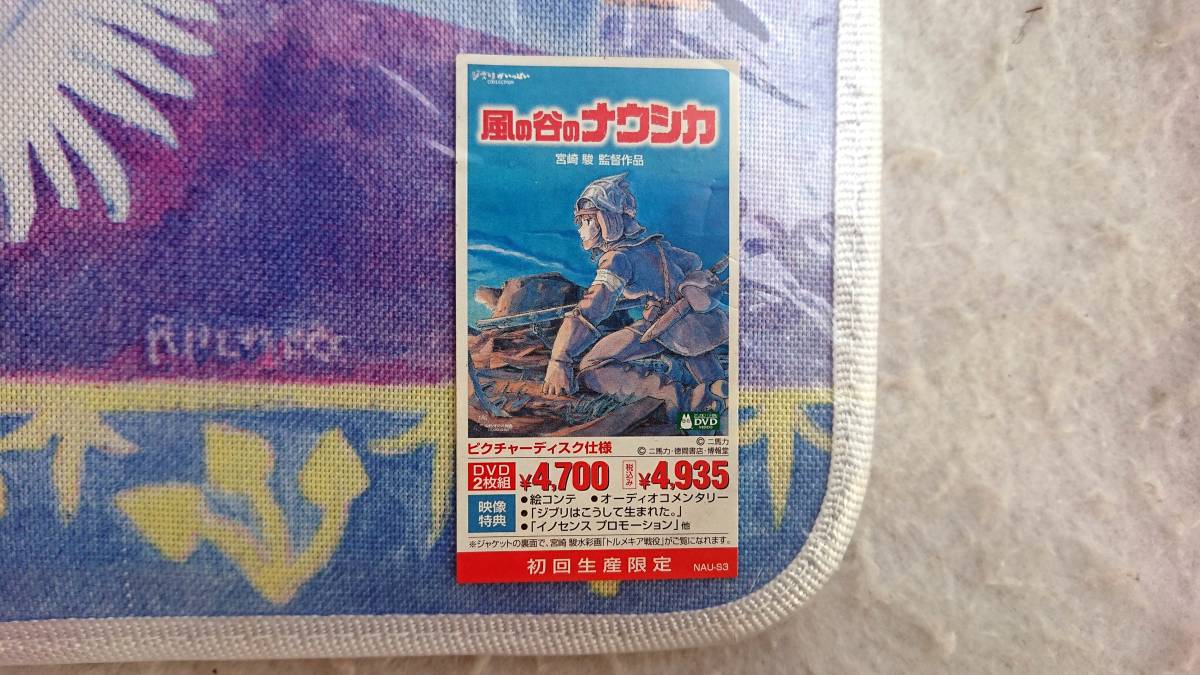 ジブリがいっぱい
COLLECTION
風の谷のナウシカ
宮崎 駿 監督作品
DVD
VIDEO
ピクチャーディスク仕様
© 二馬力
© 二馬力・徳間書店・博報堂
DVD
2枚組
¥4,700
税込み
¥4,935
映像
特典
●絵コンテ ●オーディオコメンタリー
●「ジブリはこうして生まれた。」
●「イノセンス プロモーション」他
※ジャケットの裏面で、宮崎 駿水彩画「トルメキア戦役」がご覧になれます。
初回生産限定
NAU-S3